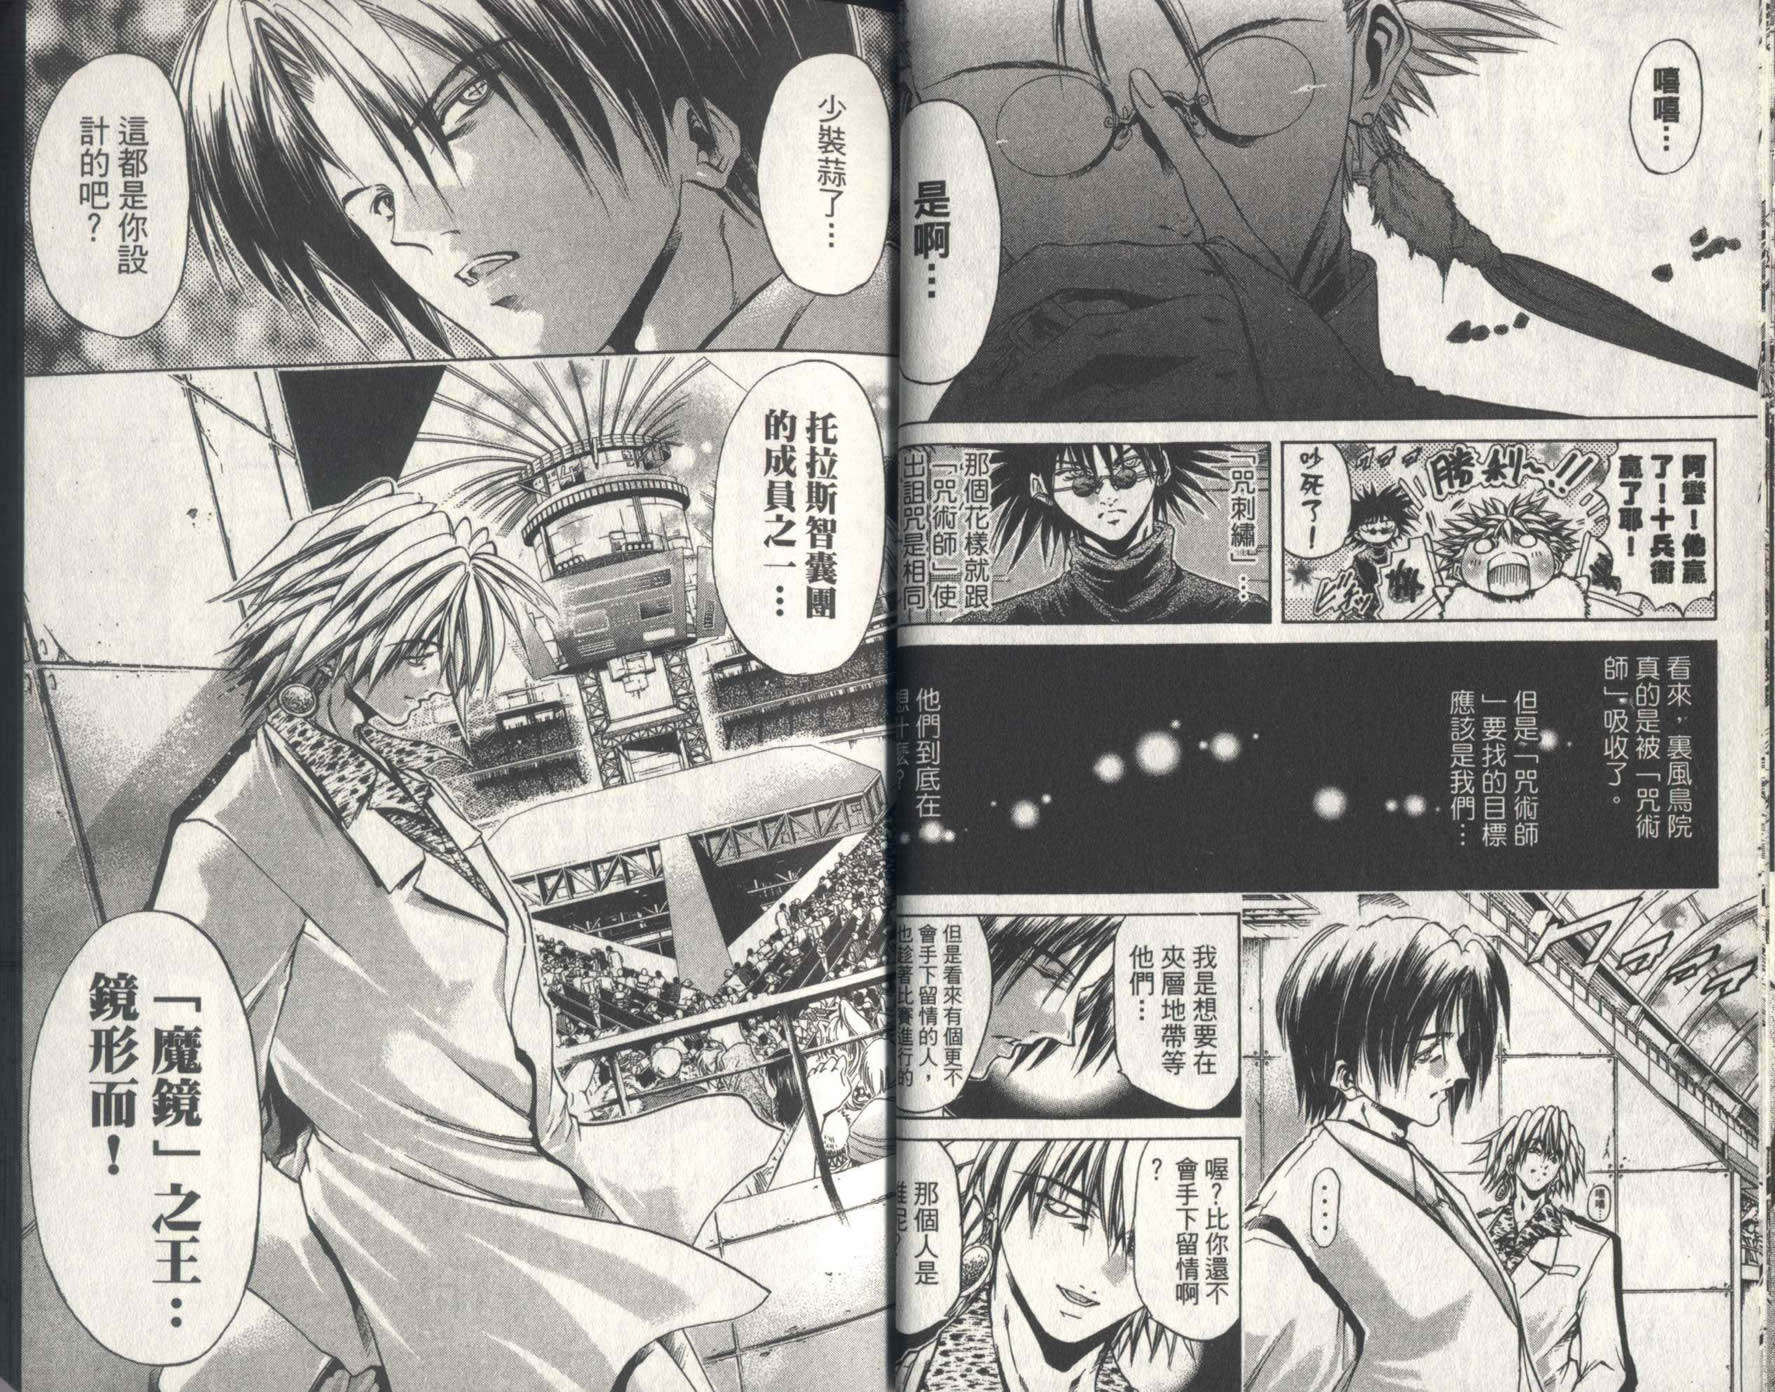 嘻嘻…
是啊…
阿蠻！他贏
了！十兵衛
贏了耶！
勝利～!!
吵死了！
「咒刺繡」…
那個花樣就跟
「咒術師」使
出詛咒是相同
看來，裏風鳥院
真的是被「咒術
師」吸收了。
但是「咒術師
」要找的目標
應該是我們…
他們到底在
想什麼？
嘻嘻…
‥‥
我是想要在
夾層地帶等
他們…
但是看來有個更不
會手下留情的人，
也趁著比賽進行的
喔？比你還不
會手下留情啊
？
那個人是
誰呢？
少裝蒜了…
這都是你設
計的吧？
托拉斯智囊團
的成員之一…
「魔鏡」之王…
鏡形而！